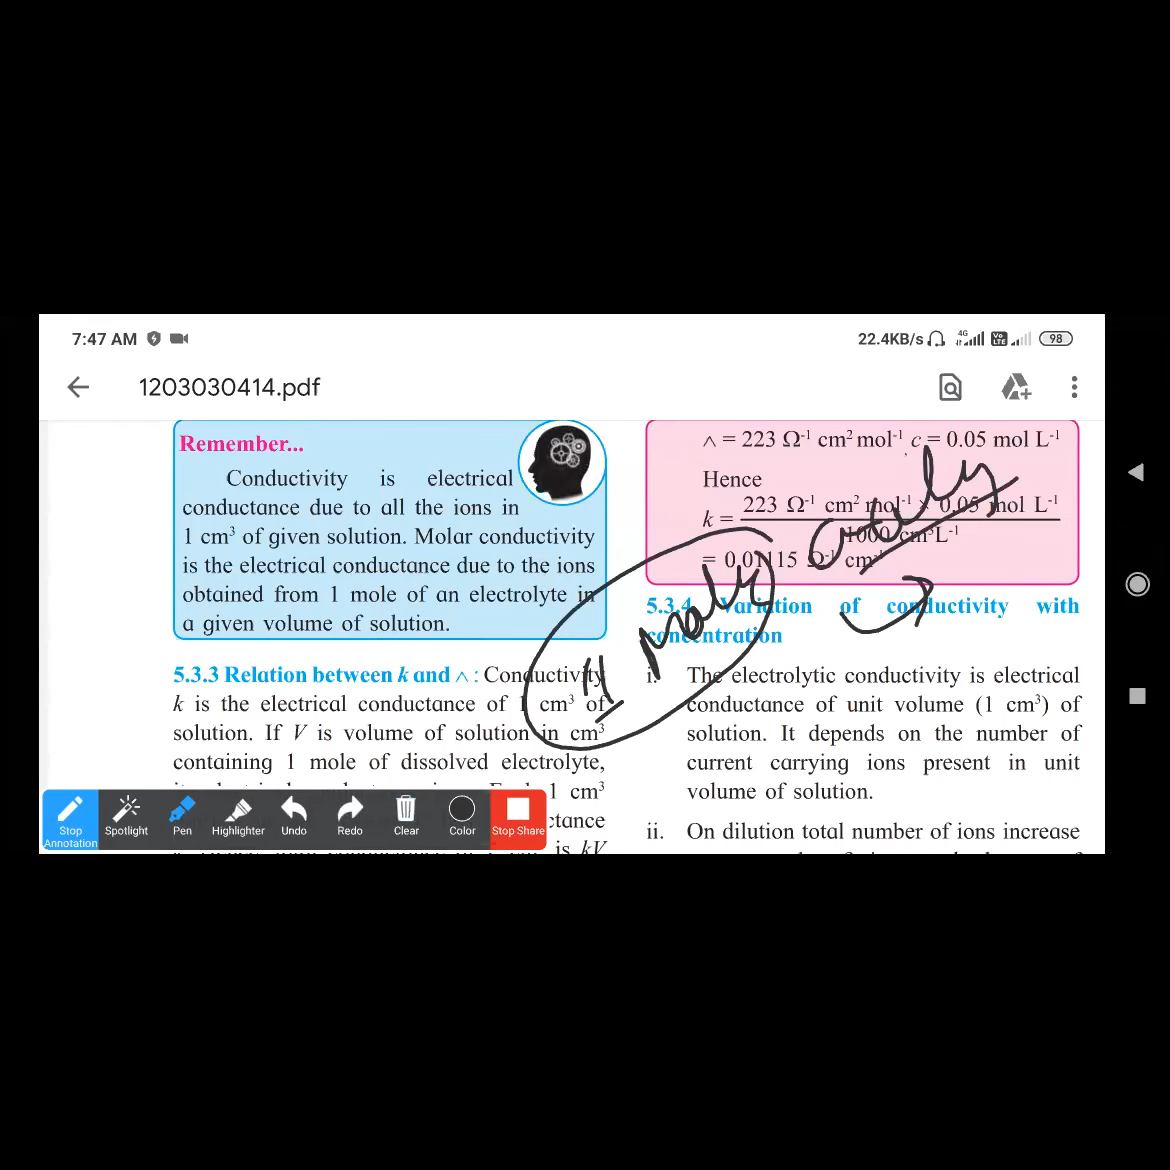 7:47 AM
22.4KB/s 4G Vo LTE 98
1203030414.pdf
Remember...
Conductivity is electrical
conductance due to all the ions in
1 cm³ of given solution. Molar conductivity
is the electrical conductance due to the ions
obtained from 1 mole of an electrolyte in
a given volume of solution.
5.3.3 Relation between k and ∧ : Conductivity
k is the electrical conductance of 1 cm³ of
solution. If V is volume of solution in cm³
containing 1 mole of dissolved electrolyte,
1 cm³
ctance
is kV
∧ = 223 Ω⁻¹ cm² mol⁻¹, c = 0.05 mol L⁻¹
Hence
k = 223 Ω⁻¹ cm² mol⁻¹ × 0.05 mol L⁻¹
1000 cm³L⁻¹
= 0.01115 Ω⁻¹ cm⁻¹
5.3.4 Variation of conductivity with
concentration
i. The electrolytic conductivity is electrical
conductance of unit volume (1 cm³) of
solution. It depends on the number of
current carrying ions present in unit
volume of solution.
ii. On dilution total number of ions increase
Stop Annotation
Spotlight
Pen
Highlighter
Undo
Redo
Clear
Color
Stop Share